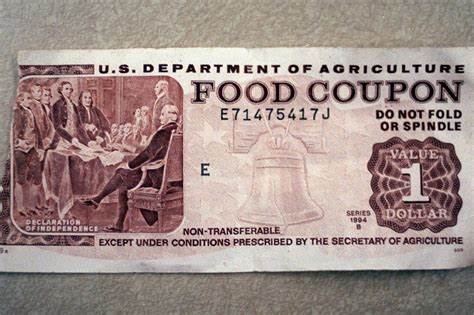 U.S. DEPARTMENT OF AGRICULTURE
FOOD COUPON
E71475417J
DO NOT FOLD
OR SPINDLE
E
VALUE
1
DOLLAR
DECLARATION
OF INDEPENDENCE
NON-TRANSFERABLE
SERIES
1994
B
EXCEPT UNDER CONDITIONS PRESCRIBED BY THE SECRETARY OF AGRICULTURE